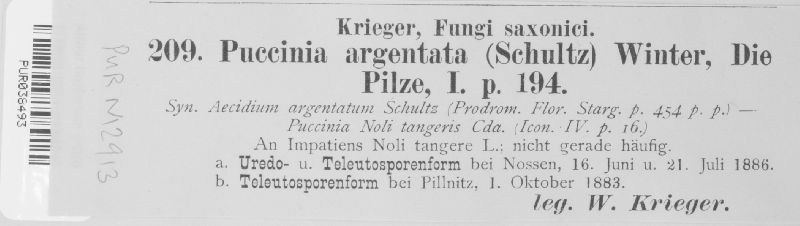 Krieger, Fungi saxonici.
209. Puccinia argentata (Schultz) Winter, Die
Pilze, I. p. 194.
Syn. Aecidium argentatum Schultz (Prodrom. Flor. Starg. p. 454 p. p.) —
Puccinia Noli tangeris Cda. (Icon. IV. p. 16.)
An Impatiens Noli tangere L.; nicht gerade häufig.
a. Uredo- u. Teleutosporenform bei Nossen, 16. Juni u. 21. Juli 1886.
b. Teleutosporenform bei Pillnitz, 1. Oktober 1883.
leg. W. Krieger.
PUR038493
PUR N2913